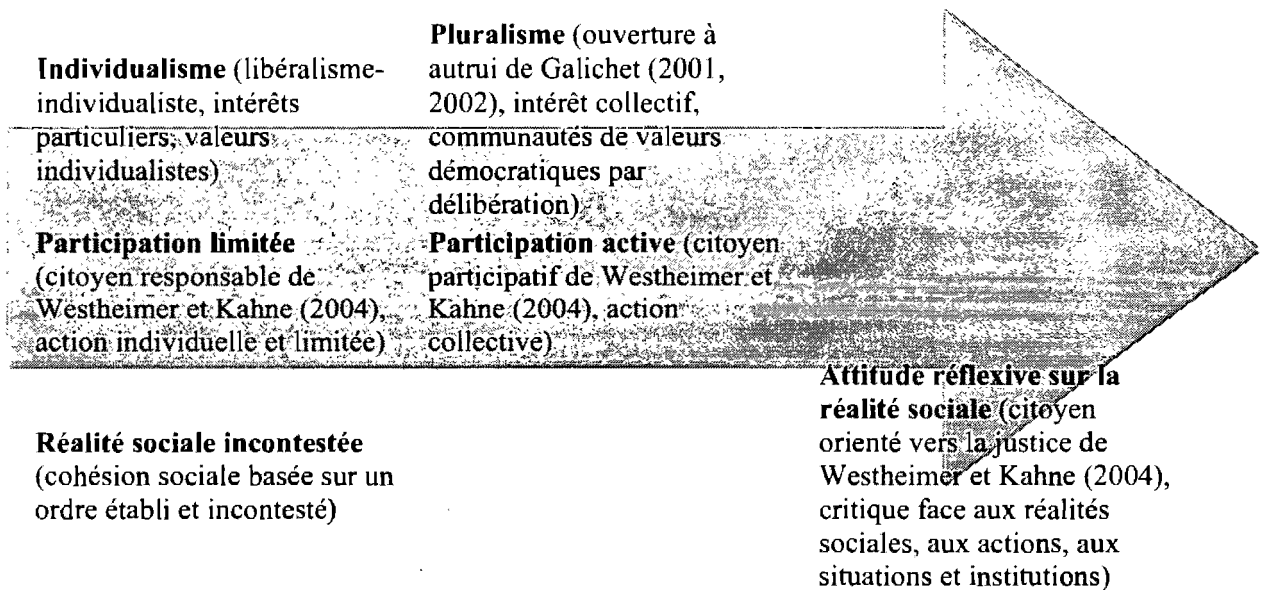 Individualisme (libéralisme-
individualiste, intérêts
particuliers, valeurs
individualistes)
Pluralisme (ouverture à
autrui de Galichet (2001,
2002), intérêt collectif,
communautés de valeurs
démocratiques par
délibération)
Participation limitée
(citoyen responsable de
Westheimer et Kahne (2004),
action individuelle et limitée)
Participation active (citoyen
participatif de Westheimer et
Kahne (2004), action
collective)
Réalité sociale incontestée
(cohésion sociale basée sur un
ordre établi et incontesté)
Attitude réflexive sur la
réalité sociale (citoyen
orienté vers la justice de
Westheimer et Kahne (2004),
critique face aux réalités
sociales, aux actions, aux
situations et institutions)